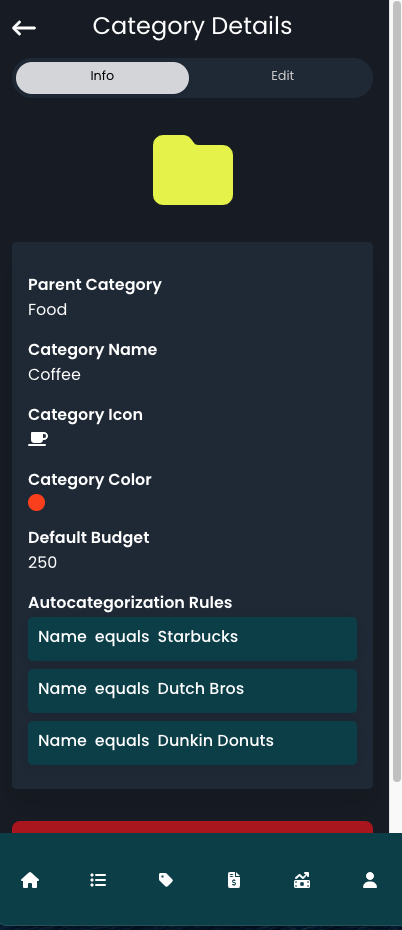 Category Details
Info
Edit
Parent Category
Food
Category Name
Coffee
Category Icon
Category Color
Default Budget
250
Autocategorization Rules
Name equals Starbucks
Name equals Dutch Bros
Name equals Dunkin Donuts